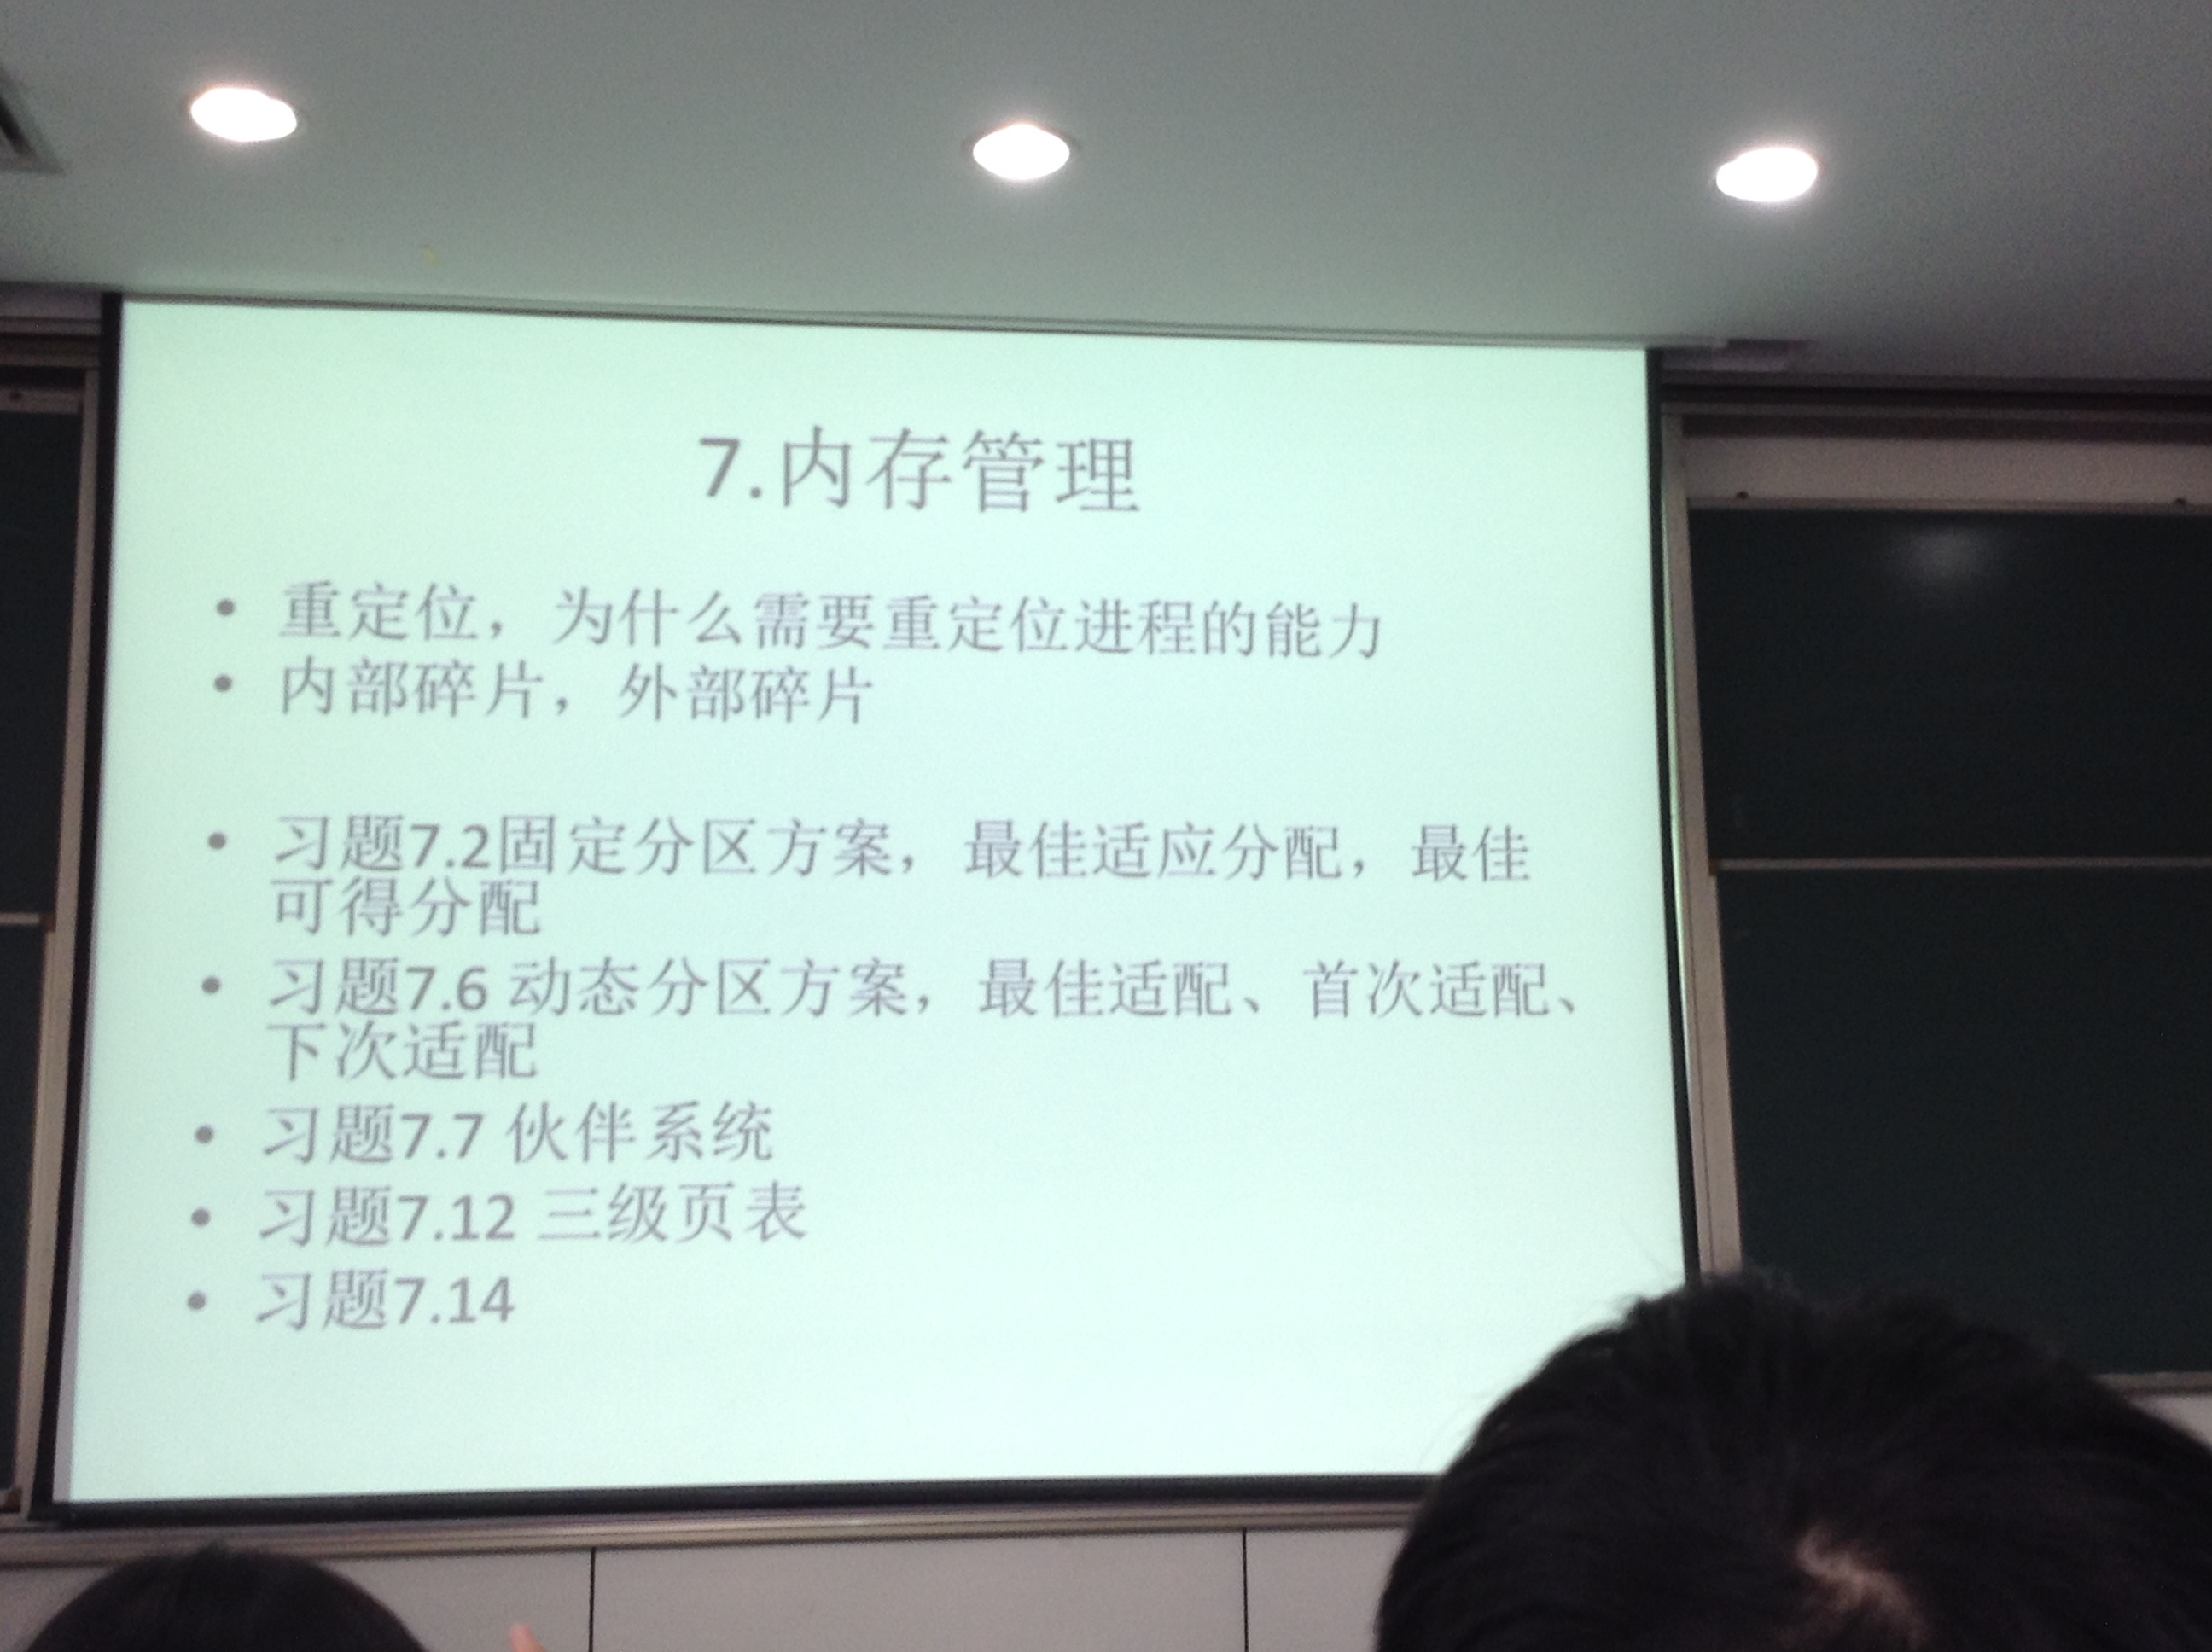 7.内存管理
• 重定位，为什么需要重定位进程的能力
• 内部碎片，外部碎片
• 习题7.2固定分区方案，最佳适应分配，最佳
可得分配
• 习题7.6 动态分区方案，最佳适配、首次适配、
下次适配
• 习题7.7 伙伴系统
• 习题7.12 三级页表
• 习题7.14